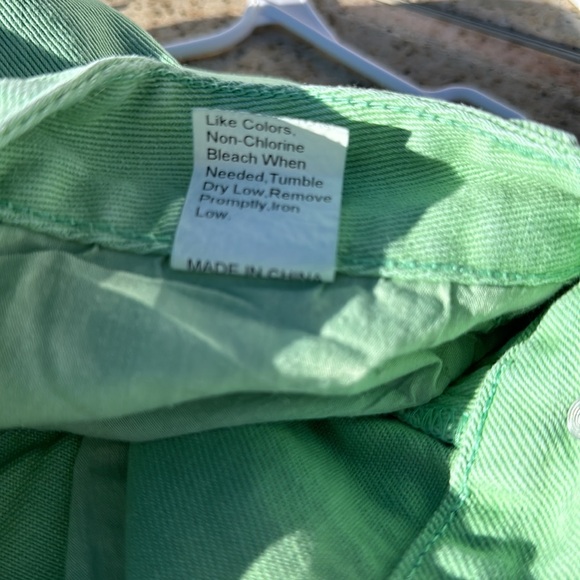 Like Colors.
Non-Chlorine
Bleach When
Needed,Tumble
Dry Low,Remove
Promptly,Iron
Low.
MADE IN CHINA